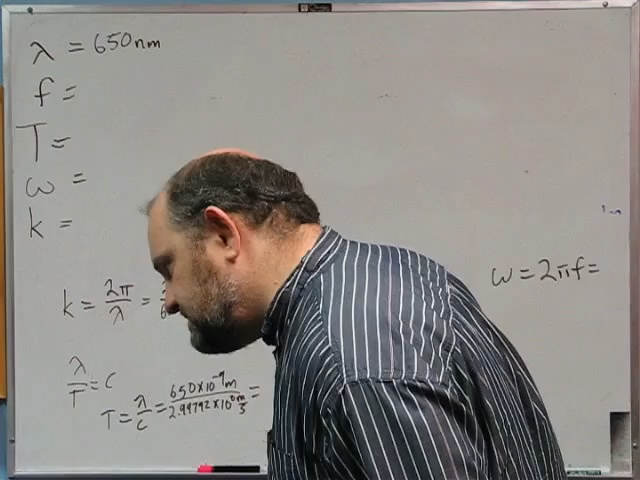 λ = 650nm
f =
T =
ω =
k =
ω = 2πf =
k = 2π/λ =
λ/T = C
T = λ/C = 650×10⁻⁹m / 2.99792×10⁸ m/s =